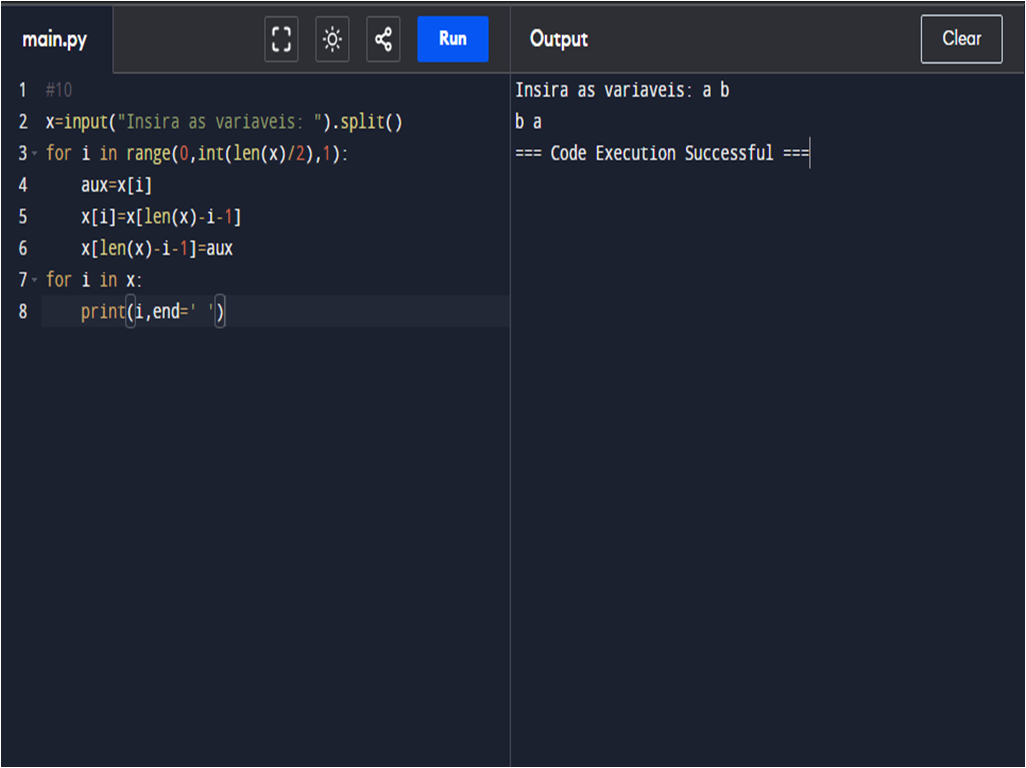 main.py
Run
Output
Clear
1 #10
2 x=input("Insira as variaveis: ").split()
3 for i in range(0,int(len(x)/2),1):
4     aux=x[i]
5     x[i]=x[len(x)-i-1]
6     x[len(x)-i-1]=aux
7 for i in x:
8     print(i,end=' ')
Insira as variaveis: a b
b a
=== Code Execution Successful ===